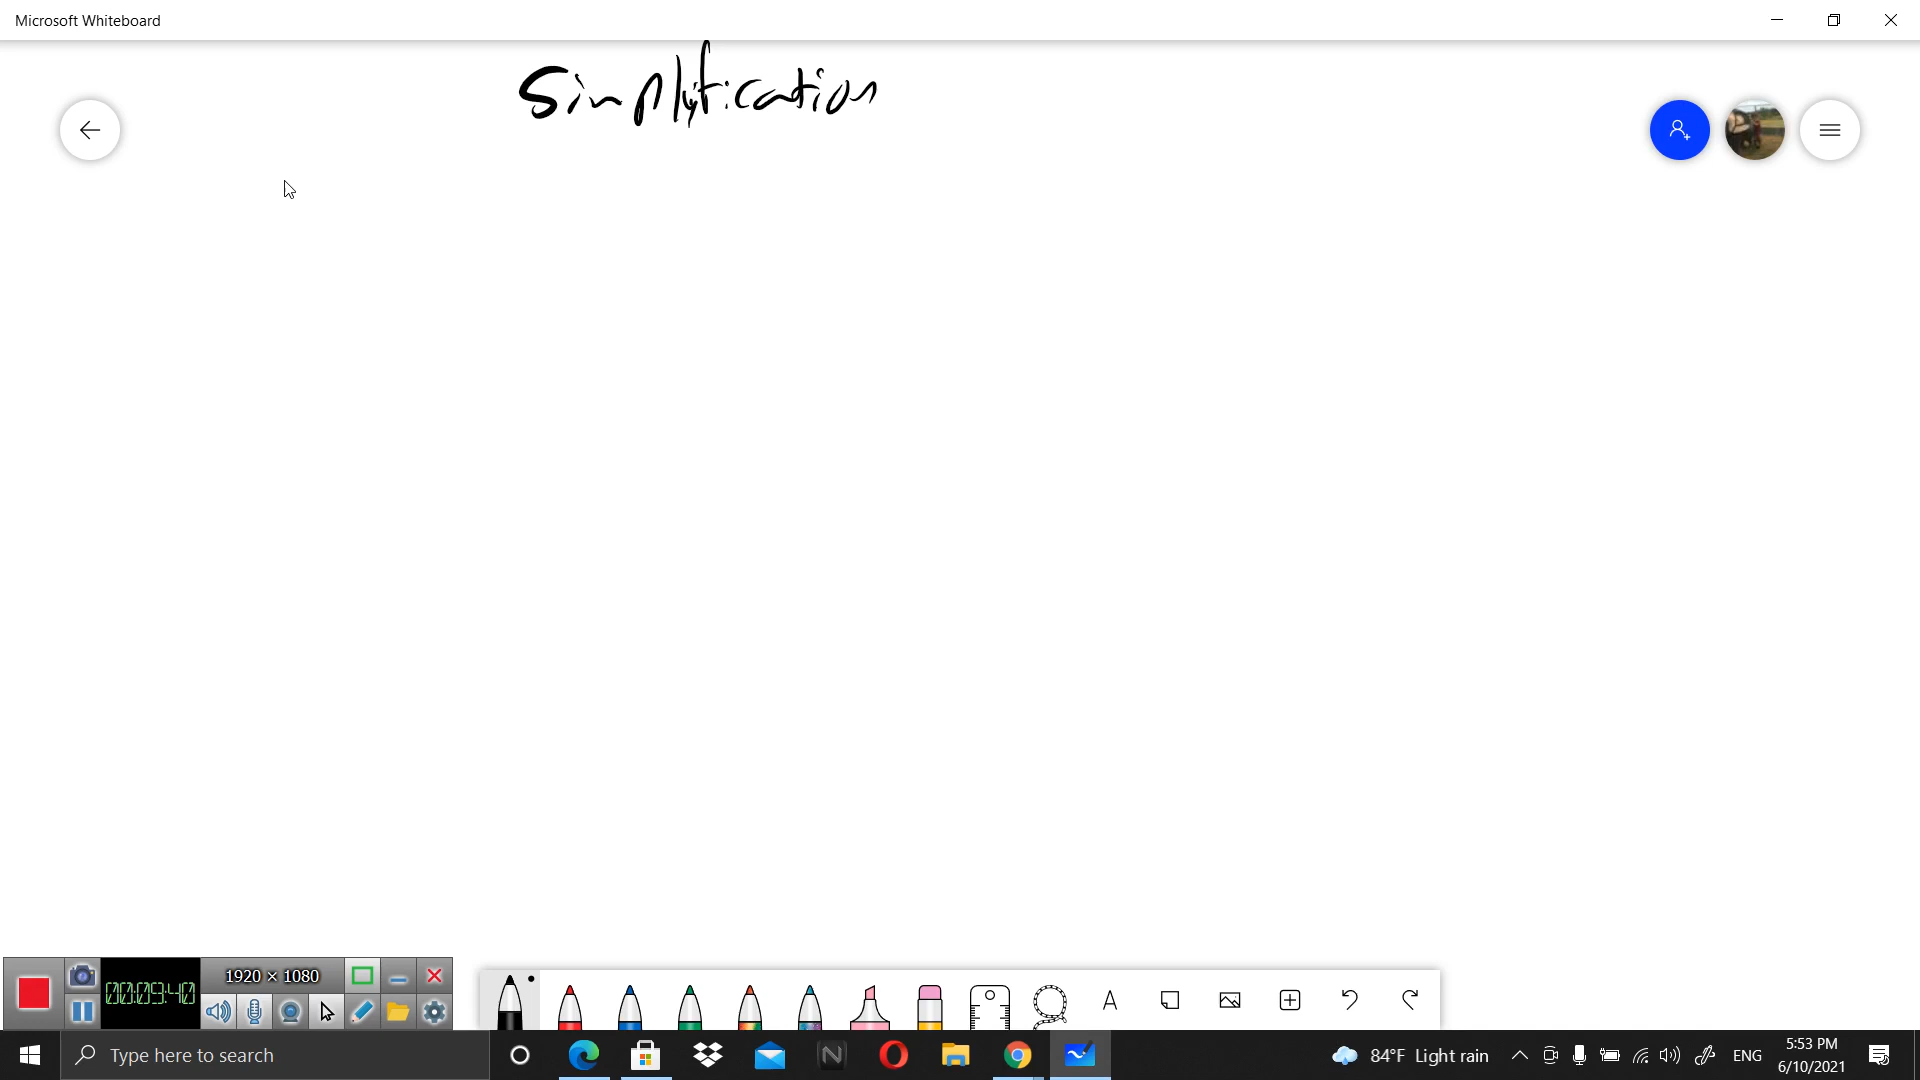 Microsoft Whiteboard
Simplification
00:09:40
1920 × 1080
A
Type here to search
N
84°F Light rain
ENG
5:53 PM
6/10/2021